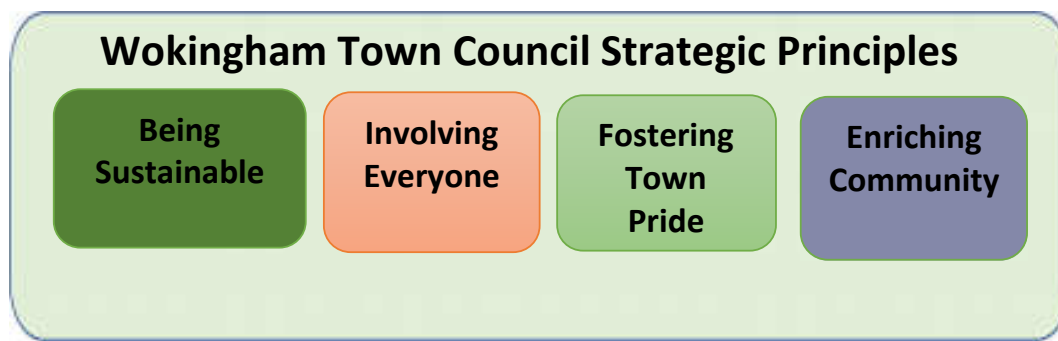 Wokingham Town Council Strategic Principles
Being
Sustainable
Involving
Everyone
Fostering
Town
Pride
Enriching
Community